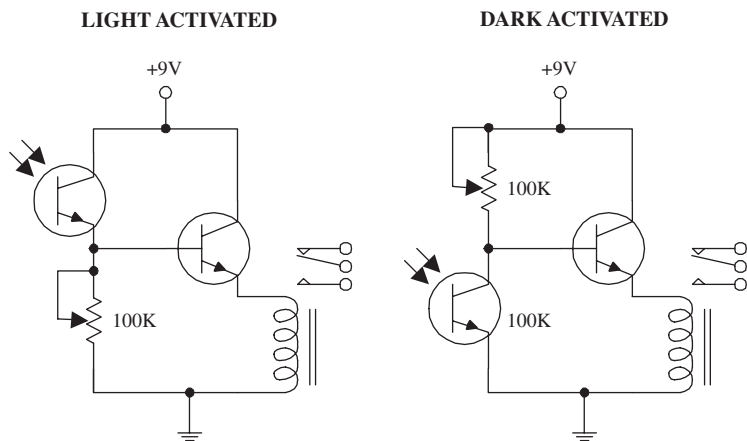 LIGHT ACTIVATED
+9V
100K
DARK ACTIVATED
+9V
100K
100K